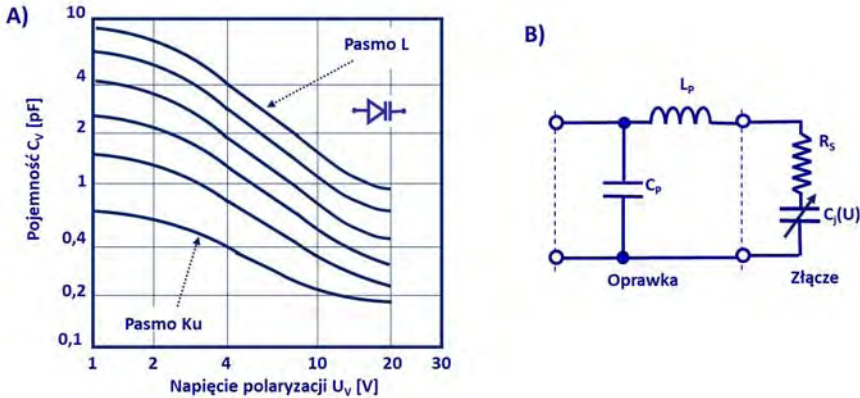 A)
10
4
2
1
0,4
0,2
0,1
Pojemność C_V [pF]
Pasmo L
Pasmo Ku
1 2 4 10 20 30
Napięcie polaryzacji U_V [V]
B)
L_P
C_P
R_S
C_j(U)
Oprawka
Złącze